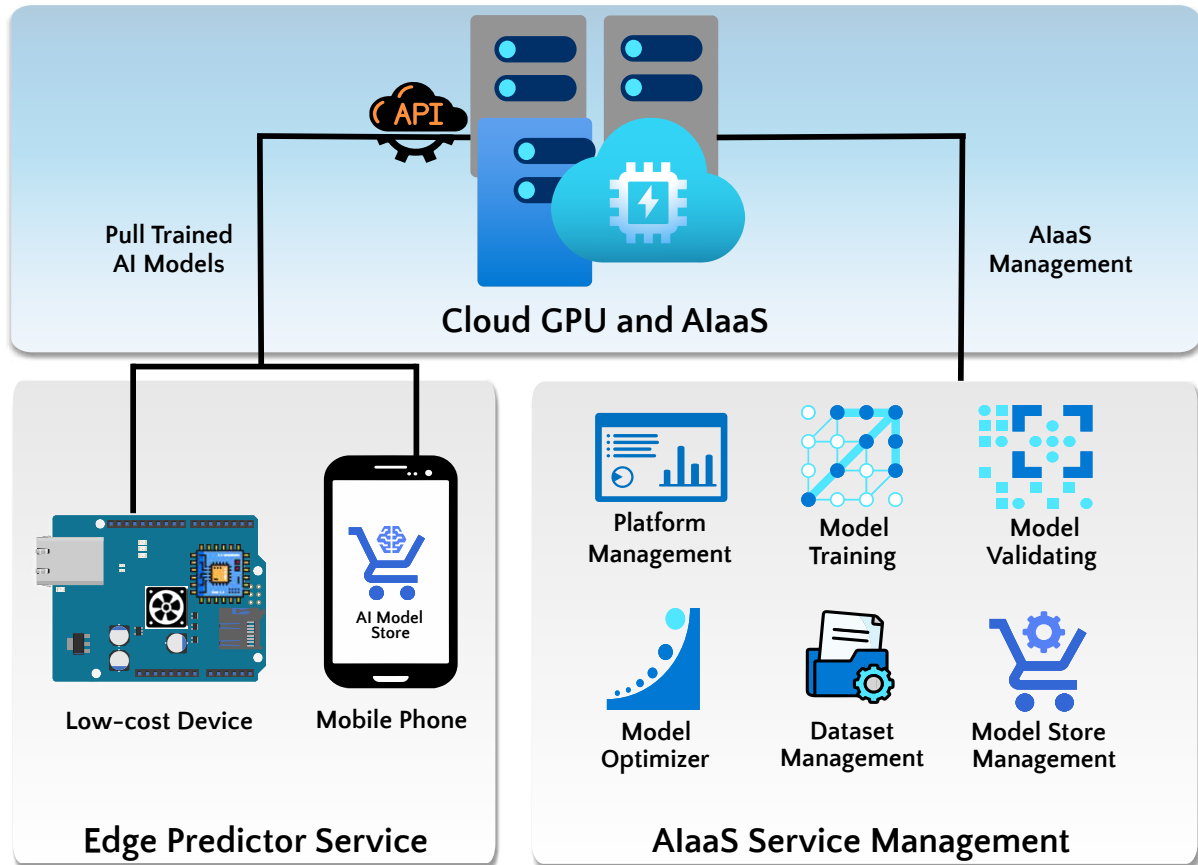 API
Pull Trained
AI Models
AIaaS
Management
Cloud GPU and AIaaS
AI Model
Store
Low-cost Device
Mobile Phone
Edge Predictor Service
Platform
Management
Model
Training
Model
Validating
Model
Optimizer
Dataset
Management
Model Store
Management
AIaaS Service Management